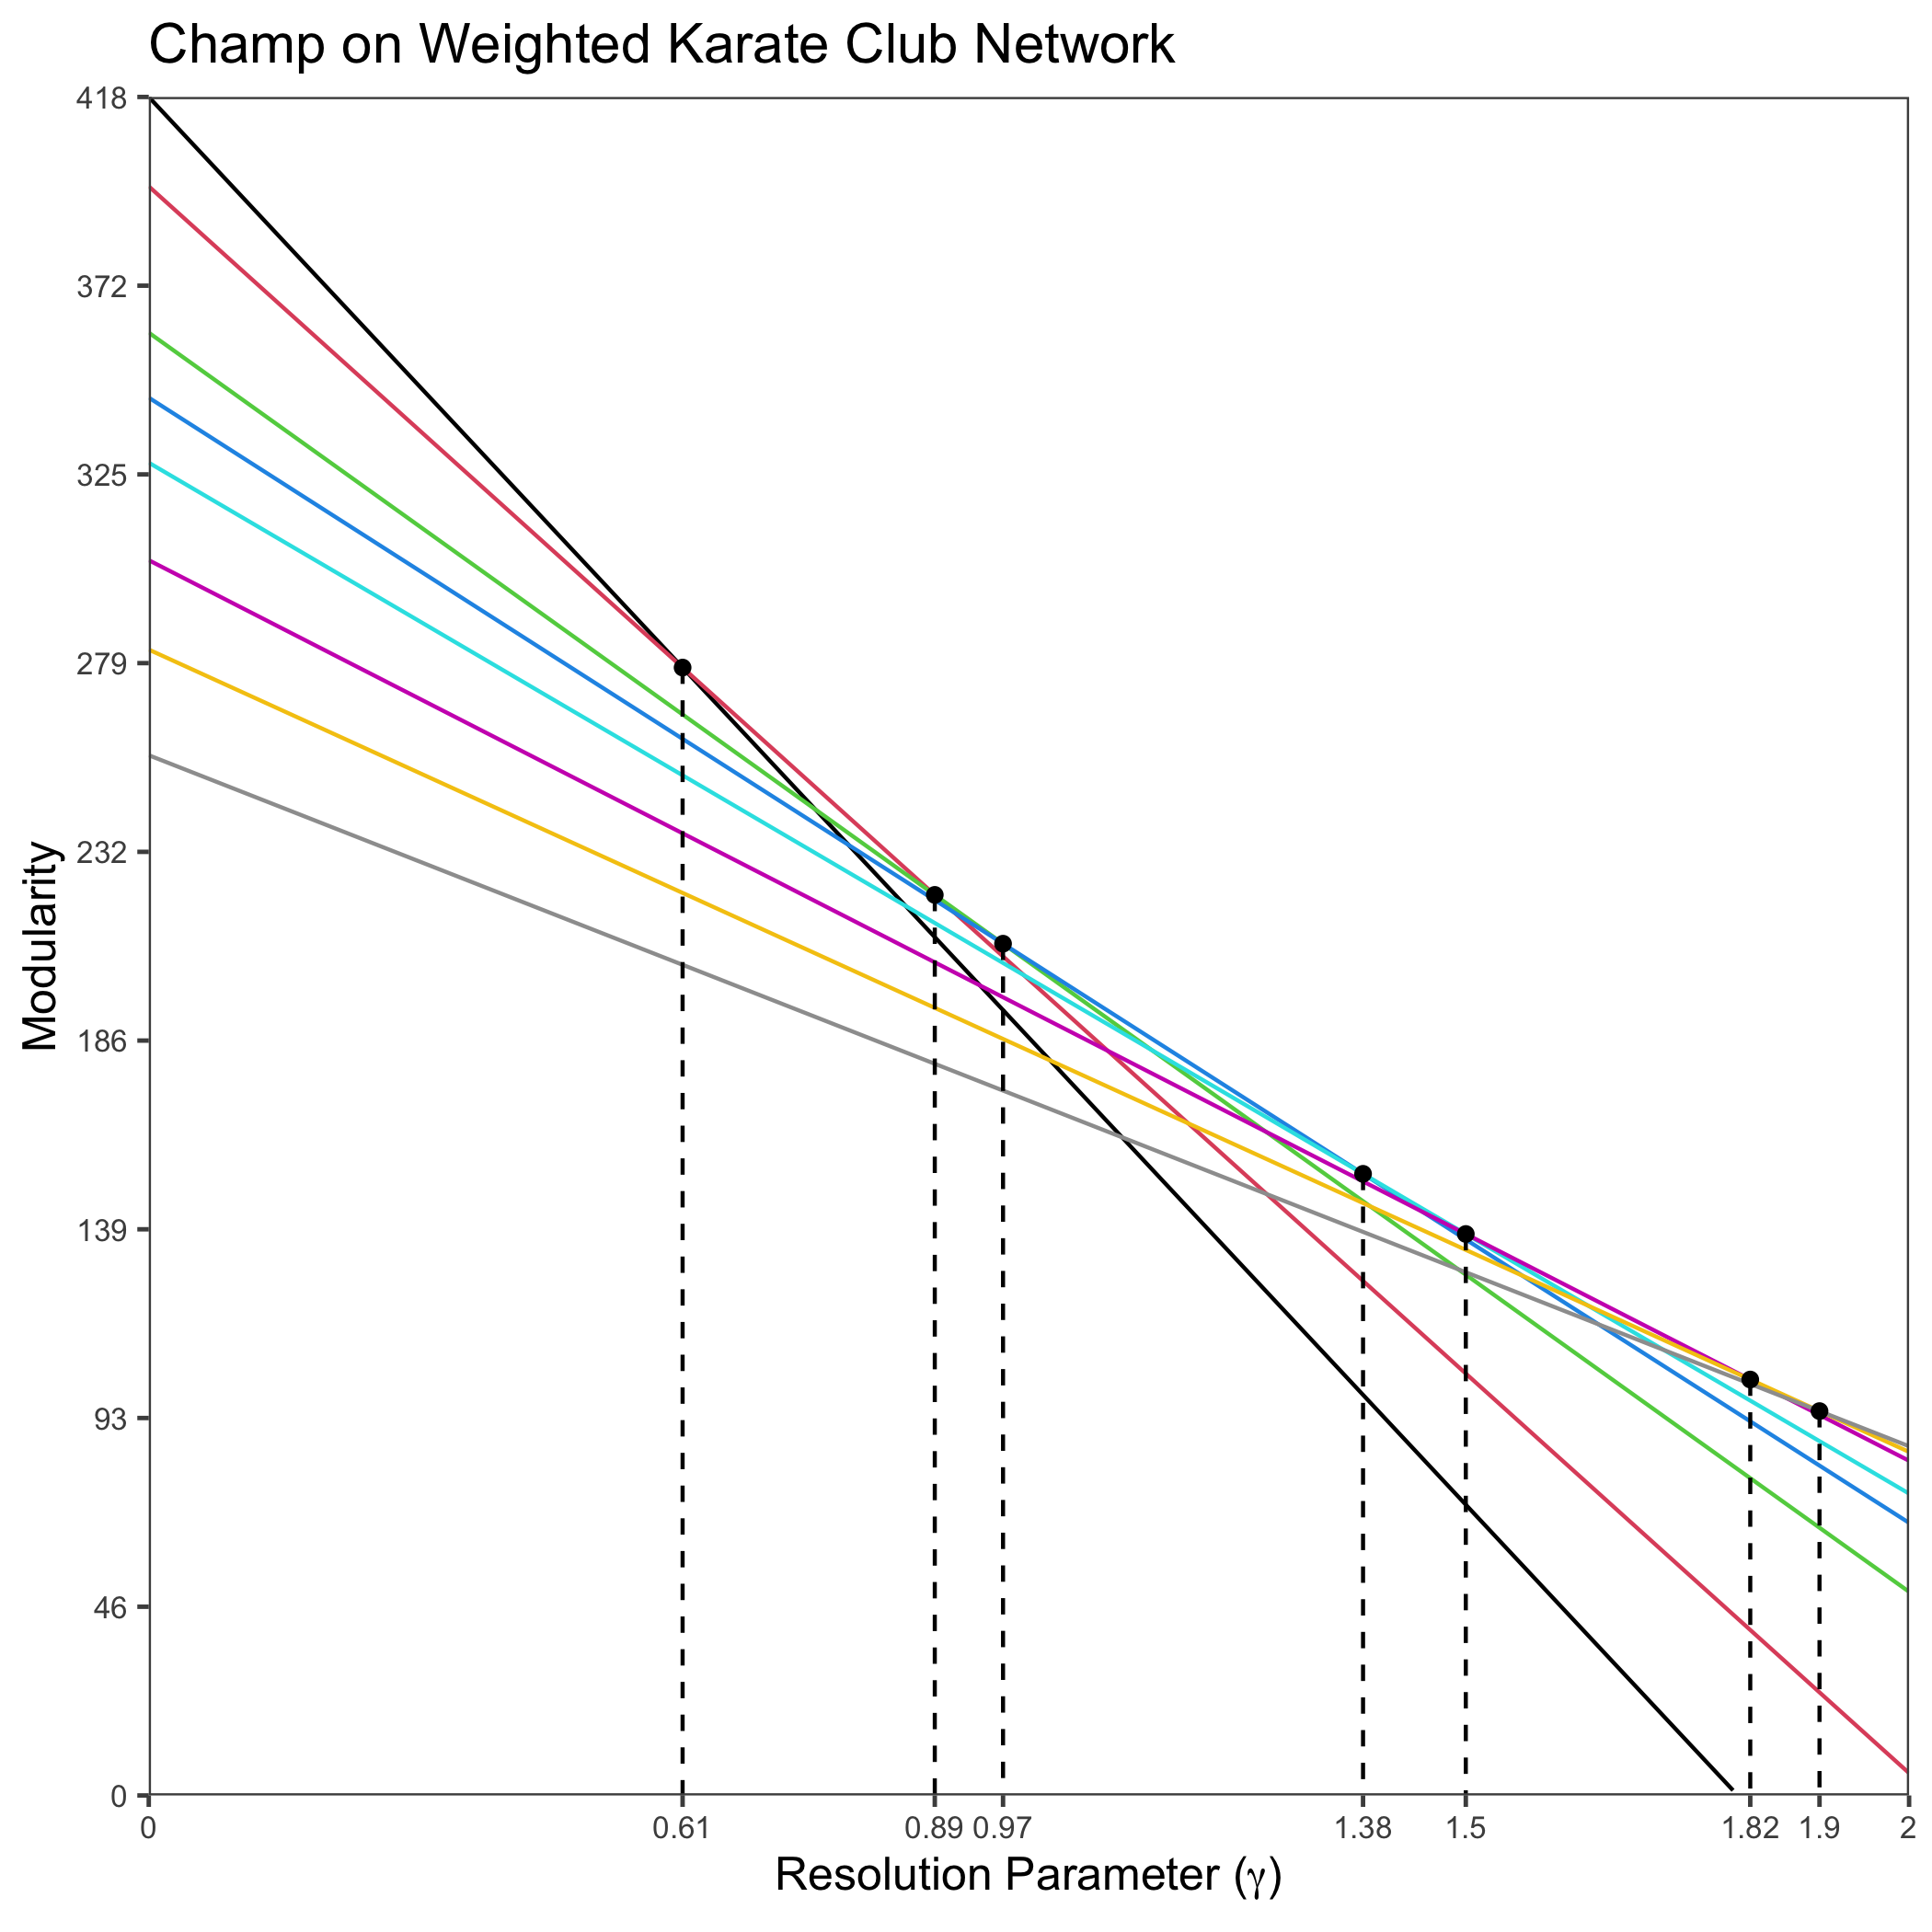 Champ on Weighted Karate Club Network
Modularity
418
372
325
279
232
186
139
93
46
0
0 0.61 0.89 0.97 1.38 1.5 1.82 1.9 2
Resolution Parameter (γ)